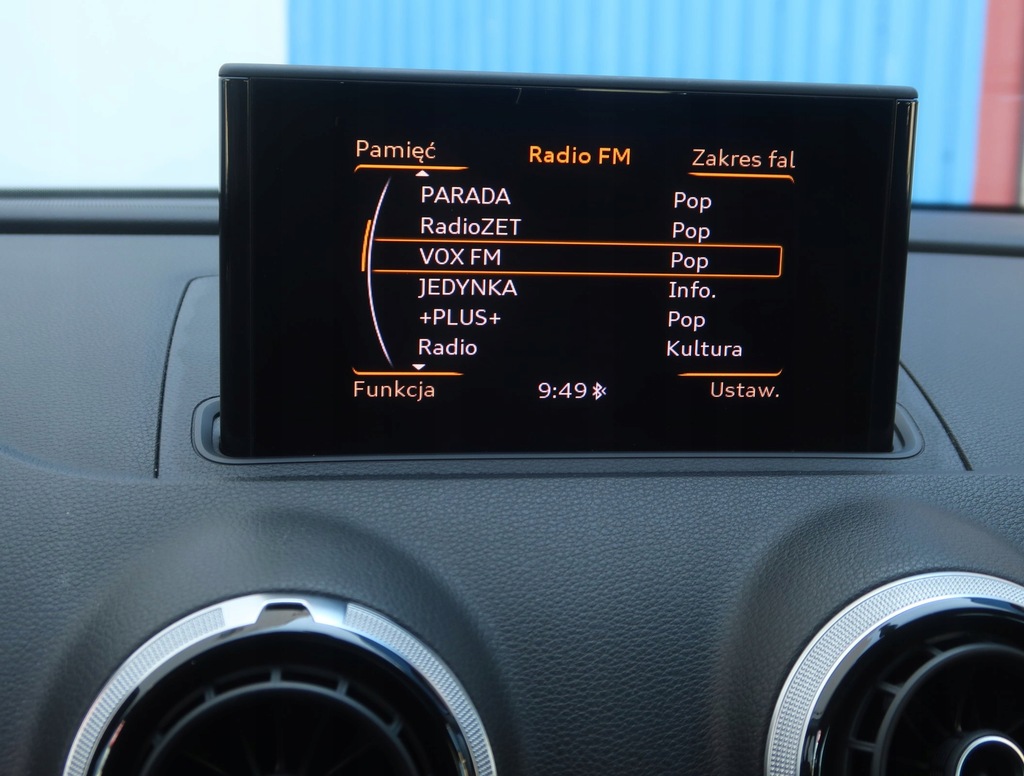 Pamięć Radio FM Zakres fal
PARADA Pop
RadioZET Pop
VOX FM Pop
JEDYNKA Info.
+PLUS+ Pop
Radio Kultura
Funkcja 9:49 Ustaw.